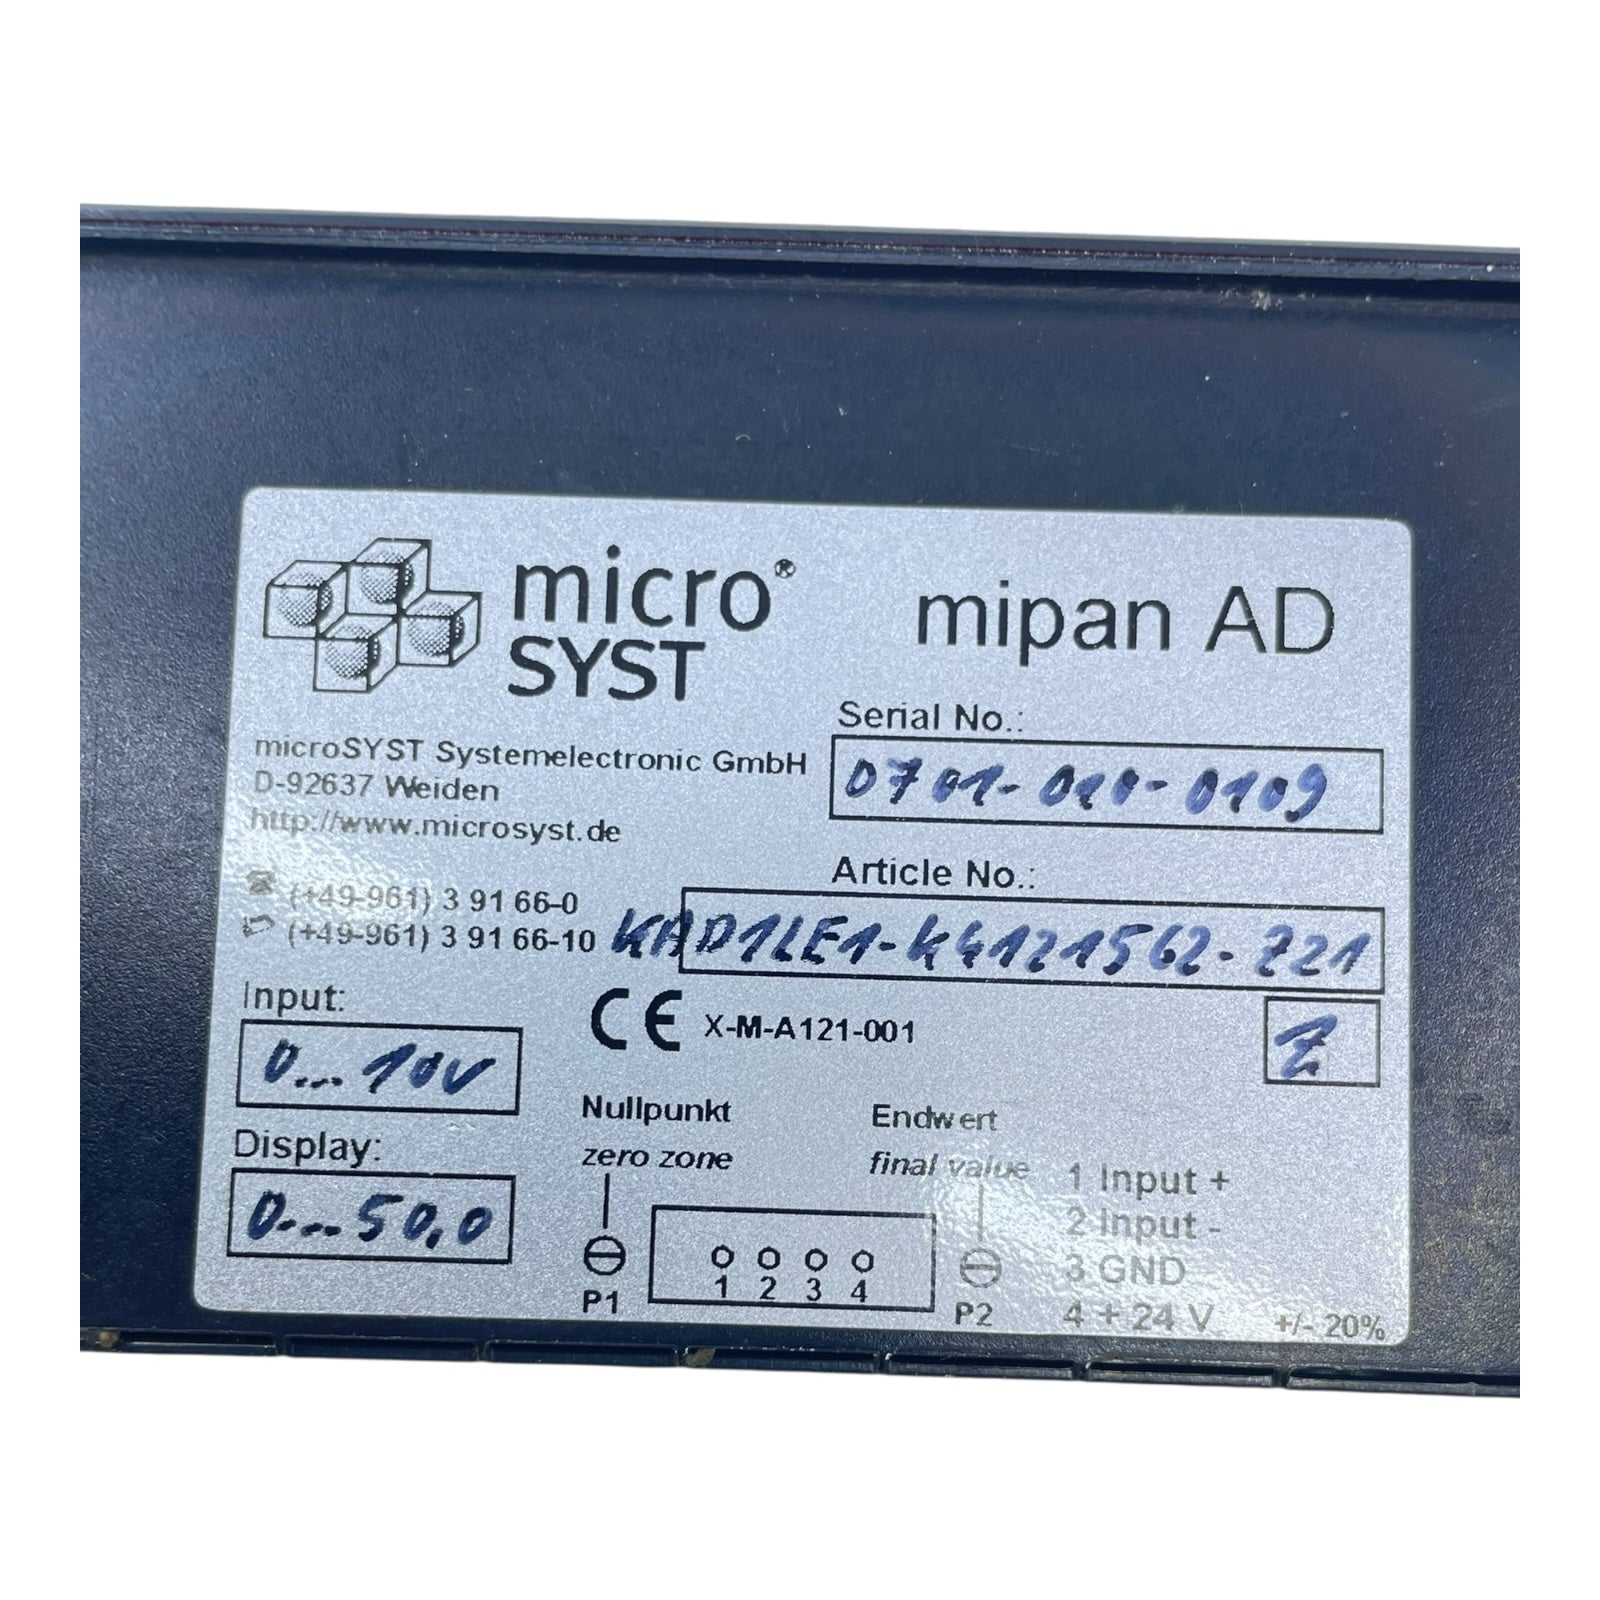 micro®
SYST
mipan AD
microSYST Systemelectronic GmbH
D-92637 Weiden
http://www.microsyst.de
(+49-961) 3 91 66-0
(+49-961) 3 91 66-10
Serial No.:
0701-010-0109
Article No.:
KAD1LE1-K4121562-Z21
CE X-M-A121-001
Input:
0...10V
Display:
0...50,0
Nullpunkt
zero zone
P1
1 2 3 4
Endwert
final value
P2
1 Input +
2 Input -
3 GND
4 + 24 V +/- 20%